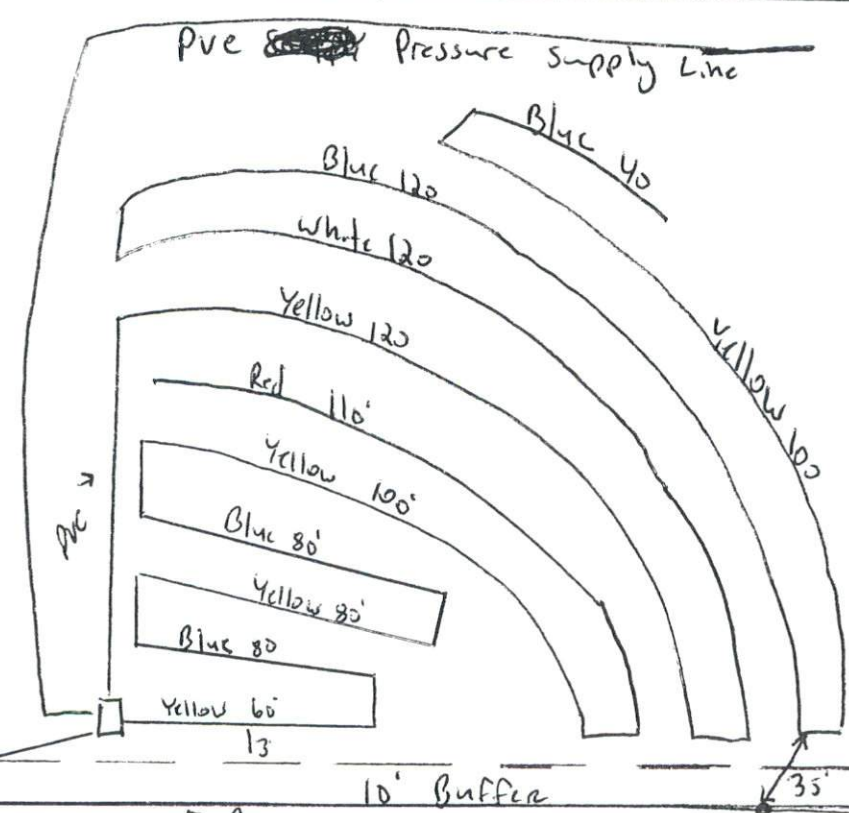 Pve Pressure Supply Line
Blue 40
Blue 120
White 120
Yellow 120
Yellow 100
Red 110'
Yellow 100'
Blue 80'
Yellow 80'
Blue 80
Yellow 60'
PVC
13
10' Buffer
35'